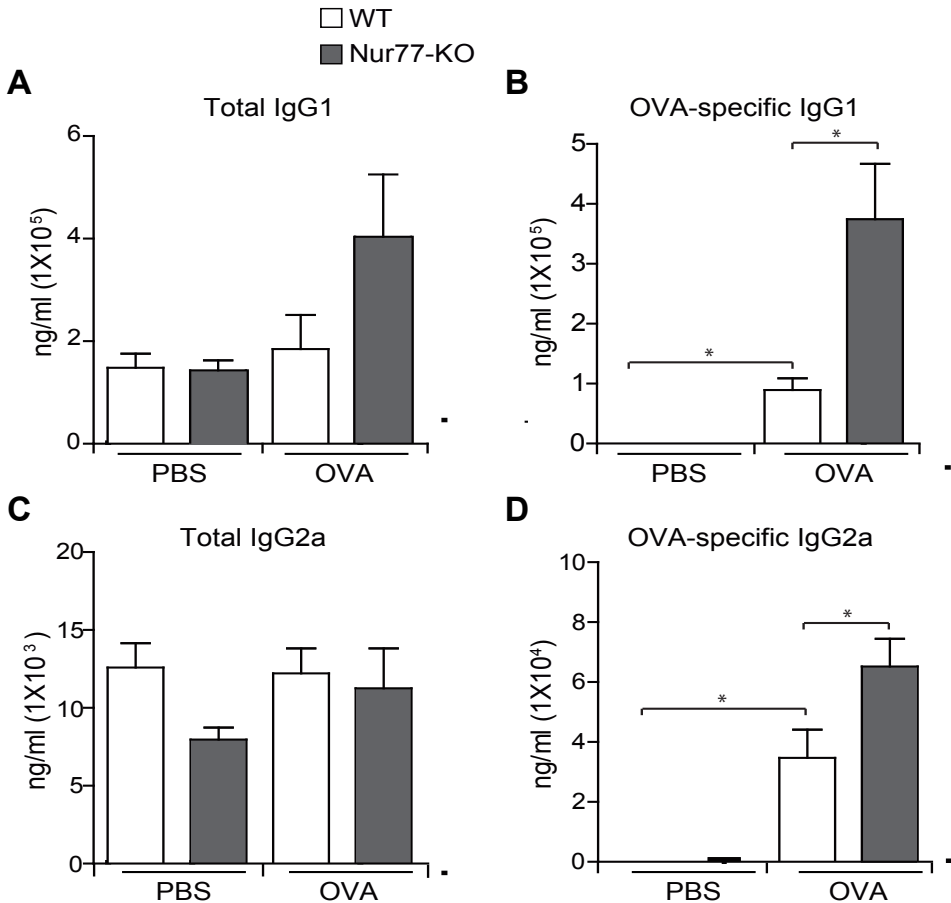 WT
Nur77-KO
A
Total IgG1
6
4
2
0
ng/ml (1X10⁵)
PBS
OVA
B
OVA-specific IgG1
5
4
3
2
1
0
ng/ml (1X10⁵)
*
*
PBS
OVA
C
Total IgG2a
20
15
10
5
0
ng/ml (1X10³)
PBS
OVA
D
OVA-specific IgG2a
10
8
6
4
2
0
ng/ml (1X10⁴)
*
*
PBS
OVA